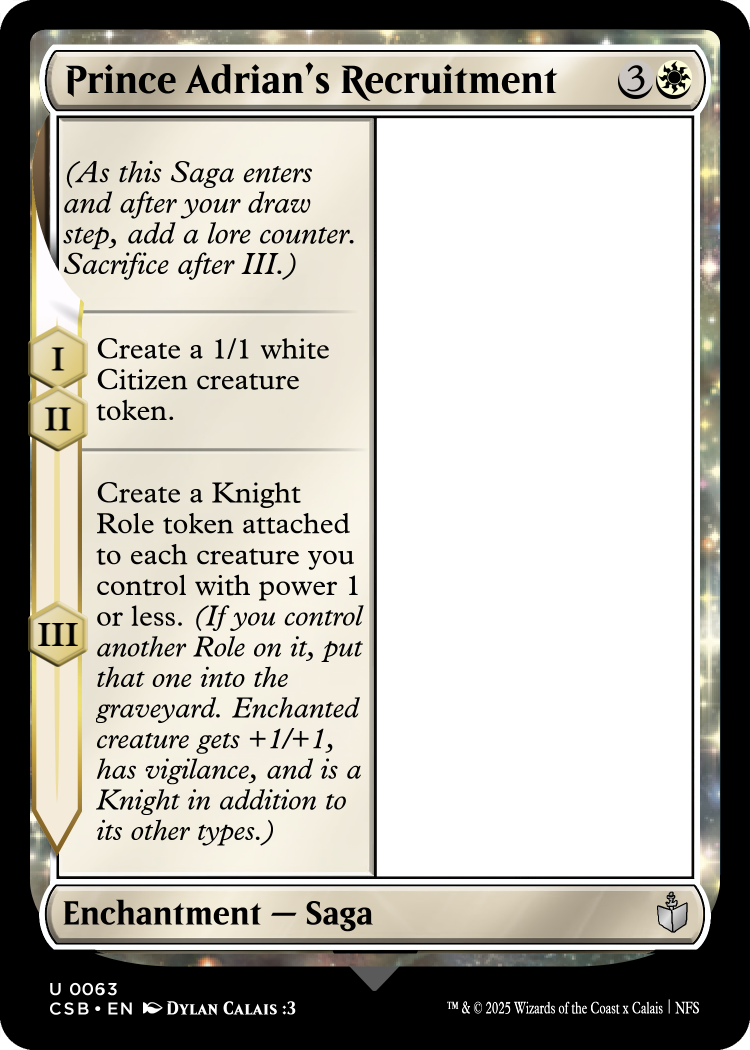 Prince Adrian's Recruitment 3
(As this Saga enters
and after your draw
step, add a lore counter.
Sacrifice after III.)
I
II
Create a 1/1 white
Citizen creature
token.
III
Create a Knight
Role token attached
to each creature you
control with power 1
or less. (If you control
another Role on it, put
that one into the
graveyard. Enchanted
creature gets +1/+1,
has vigilance, and is a
Knight in addition to
its other types.)
Enchantment — Saga
U 0063
CSB • EN Dylan Calais :3
™ & © 2025 Wizards of the Coast x Calais | NFS